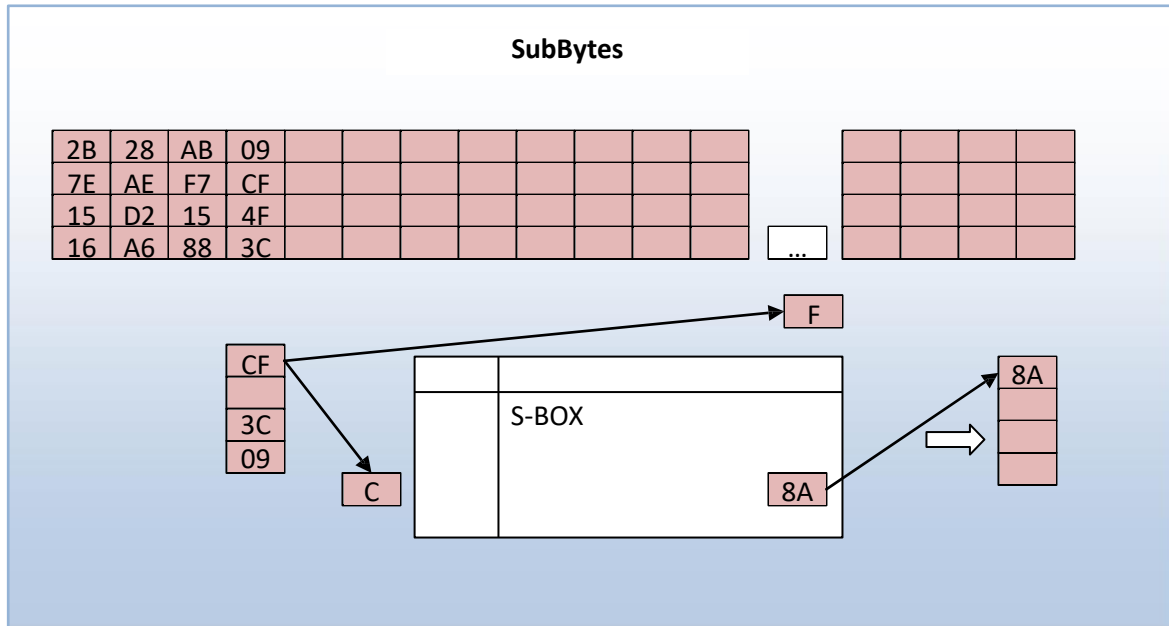 SubBytes
2B 28 AB 09
7E AE F7 CF
15 D2 15 4F
16 A6 88 3C
...
F
CF
8A
3C
S-BOX
09
C
8A